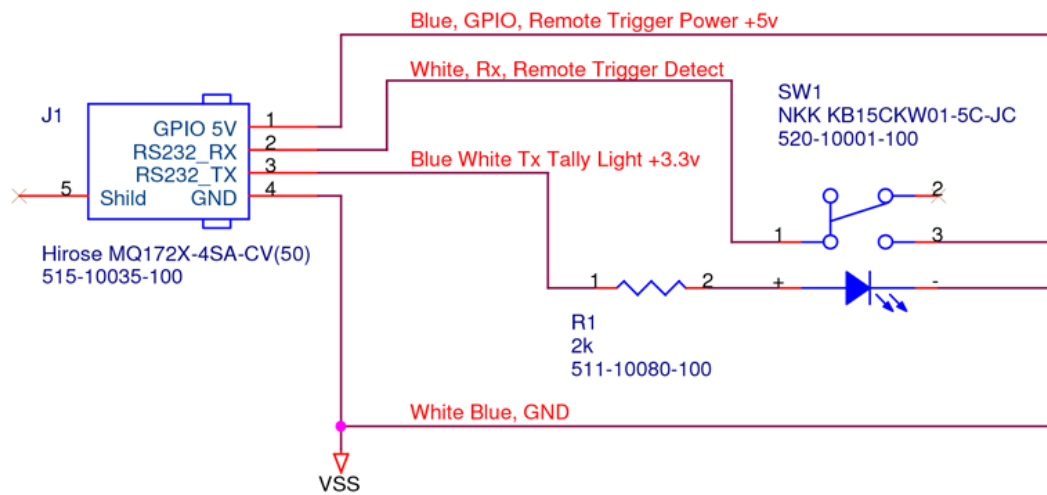 Blue, GPIO, Remote Trigger Power +5v
White, Rx, Remote Trigger Detect
J1
GPIO 5V 1
RS232_RX 2
RS232_TX 3
5 Shild GND 4
Hirose MQ172X-4SA-CV(50)
515-10035-100
Blue White Tx Tally Light +3.3v
SW1
NKK KB15CKW01-5C-JC
520-10001-100
2
1 3
1 2 + -
R1
2k
511-10080-100
White Blue, GND
VSS